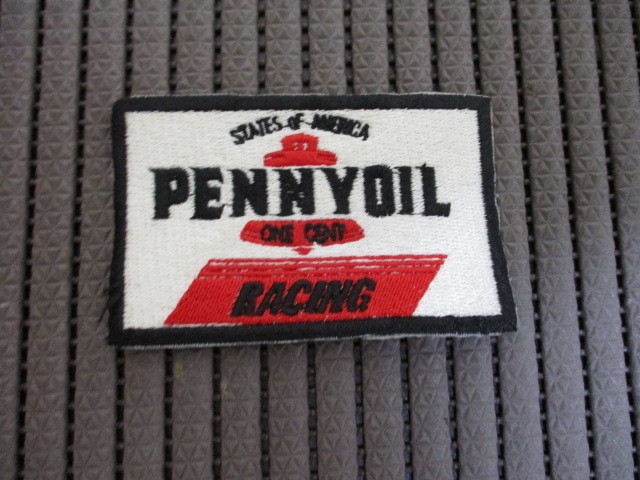 STATES OF AMERICA
PENNYOIL
ONE CENT
RACING